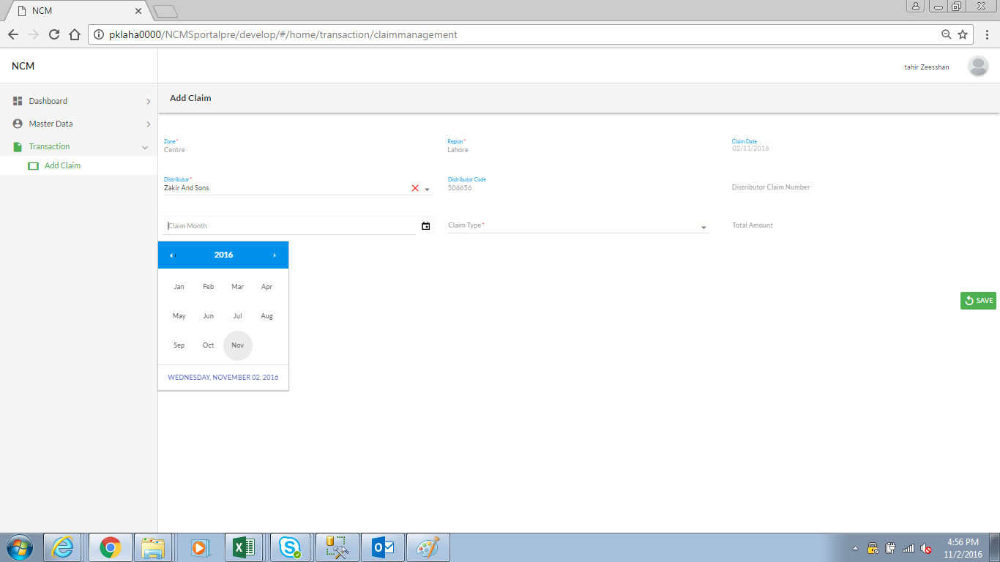 NCM
pklaha0000/NCMSportalpre/develop/#/home/transaction/claimmanagement
NCM
tahir Zeesshan
Dashboard
Master Data
Transaction
Add Claim
Add Claim
Zone*
Centre
Region*
Lahore
Claim Date
02/11/2016
Distributor*
Zakir And Sons
Distributor Code
506656
Distributor Claim Number
Claim Month
Claim Type*
Total Amount
2016
Jan Feb Mar Apr
May Jun Jul Aug
Sep Oct Nov
WEDNESDAY, NOVEMBER 02, 2016
SAVE
4:56 PM
11/2/2016